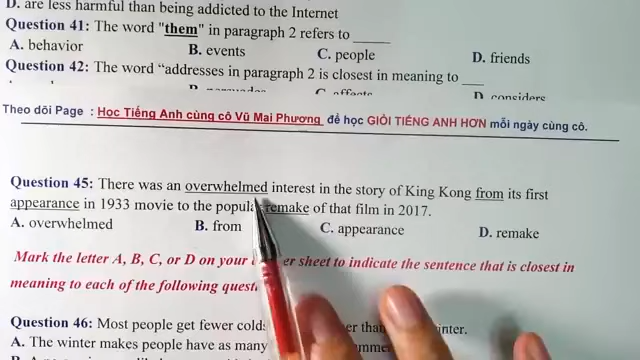 D. are less harmful than being addicted to the Internet
Question 41: The word "them" in paragraph 2 refers to ______
A. behavior B. events C. people D. friends
Question 42: The word “addresses in paragraph 2 is closest in meaning to ___
D. considers
Theo dõi Page : Học Tiếng Anh cùng cô Vũ Mai Phương để học GIỎI TIẾNG ANH HƠN mỗi ngày cùng cô.
Question 45: There was an overwhelmed interest in the story of King Kong from its first
appearance in 1933 movie to the remake of that film in 2017.
A. overwhelmed B. from C. appearance D. remake
Mark the letter A, B, C, or D on your sheet to indicate the sentence that is closest in
meaning to each of the following
Question 46: Most people get fewer
A. The winter makes people have as many